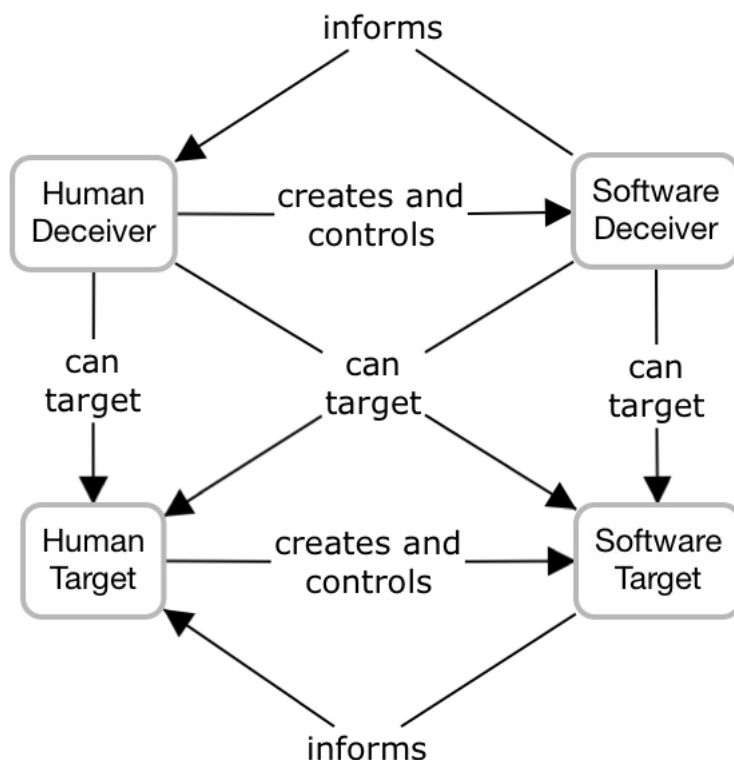 informs
Human
Deceiver
creates and
controls
Software
Deceiver
can
target
can
target
can
target
Human
Target
creates and
controls
Software
Target
informs